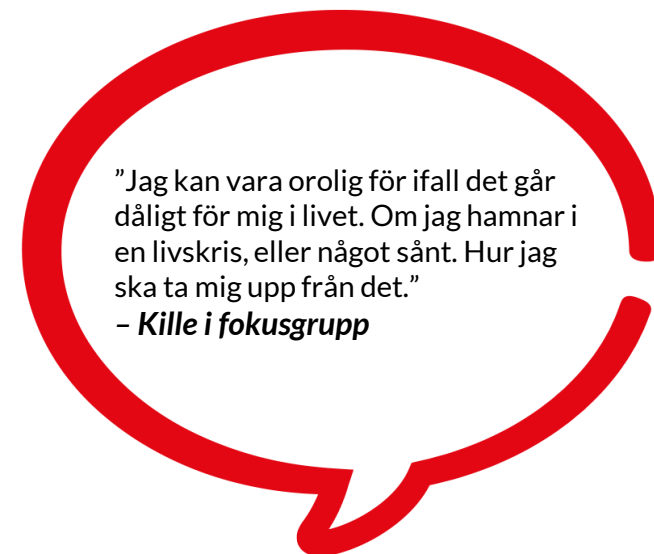 ”Jag kan vara orolig för ifall det går
dåligt för mig i livet. Om jag hamnar i
en livskris, eller något sånt. Hur jag
ska ta mig upp från det.”
– Kille i fokusgrupp